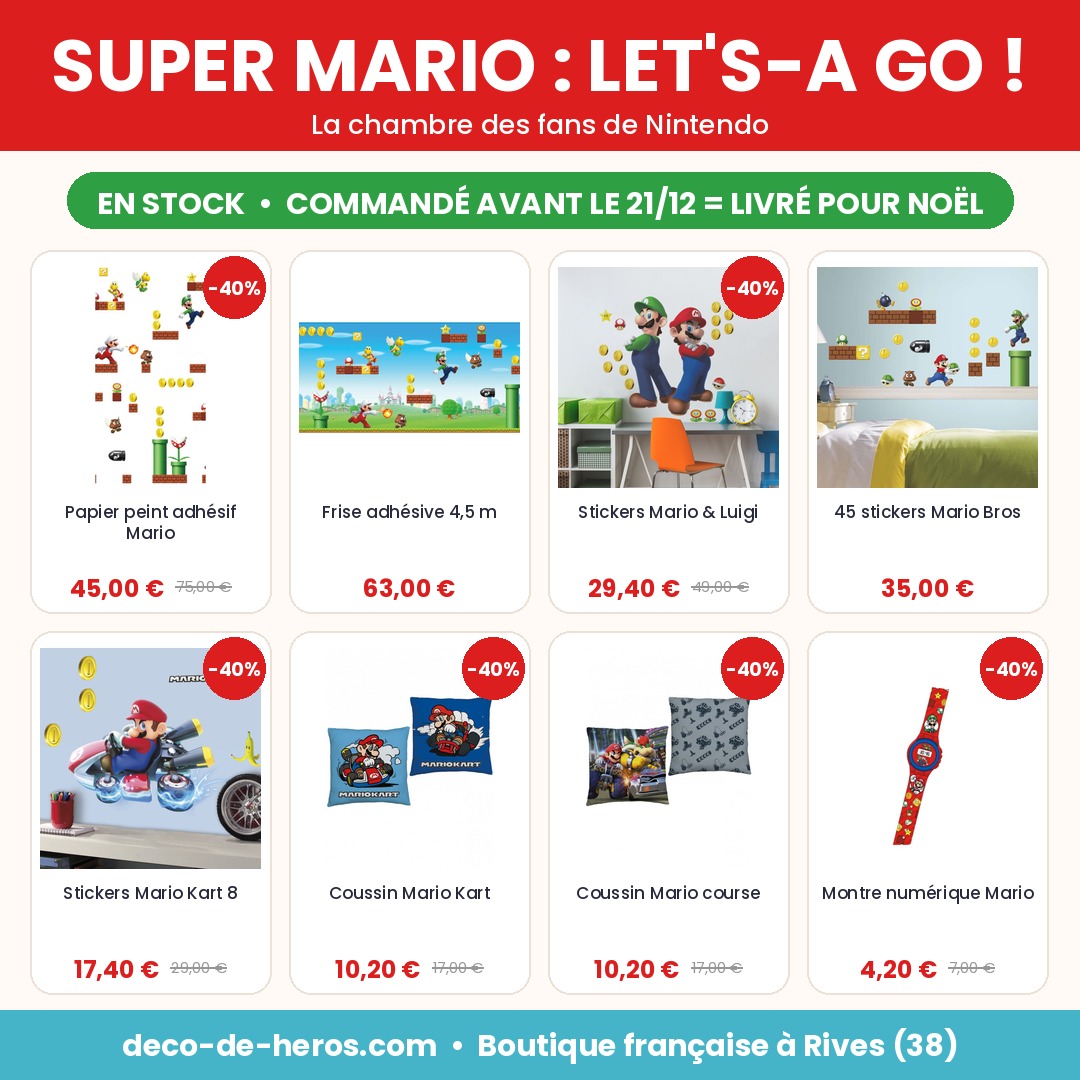 SUPER MARIO : LET'S-A GO !
La chambre des fans de Nintendo
EN STOCK • COMMANDÉ AVANT LE 21/12 = LIVRÉ POUR NOËL
-40%
-40%
Papier peint adhésif
Mario
45,00 € 75,00 €
Frise adhésive 4,5 m
63,00 €
Stickers Mario & Luigi
29,40 € 49,00 €
45 stickers Mario Bros
35,00 €
-40%
-40%
-40%
-40%
MARIOKART
MARIOKART
Stickers Mario Kart 8
17,40 € 29,00 €
Coussin Mario Kart
10,20 € 17,00 €
Coussin Mario course
10,20 € 17,00 €
Montre numérique Mario
4,20 € 7,00 €
deco-de-heros.com • Boutique française à Rives (38)